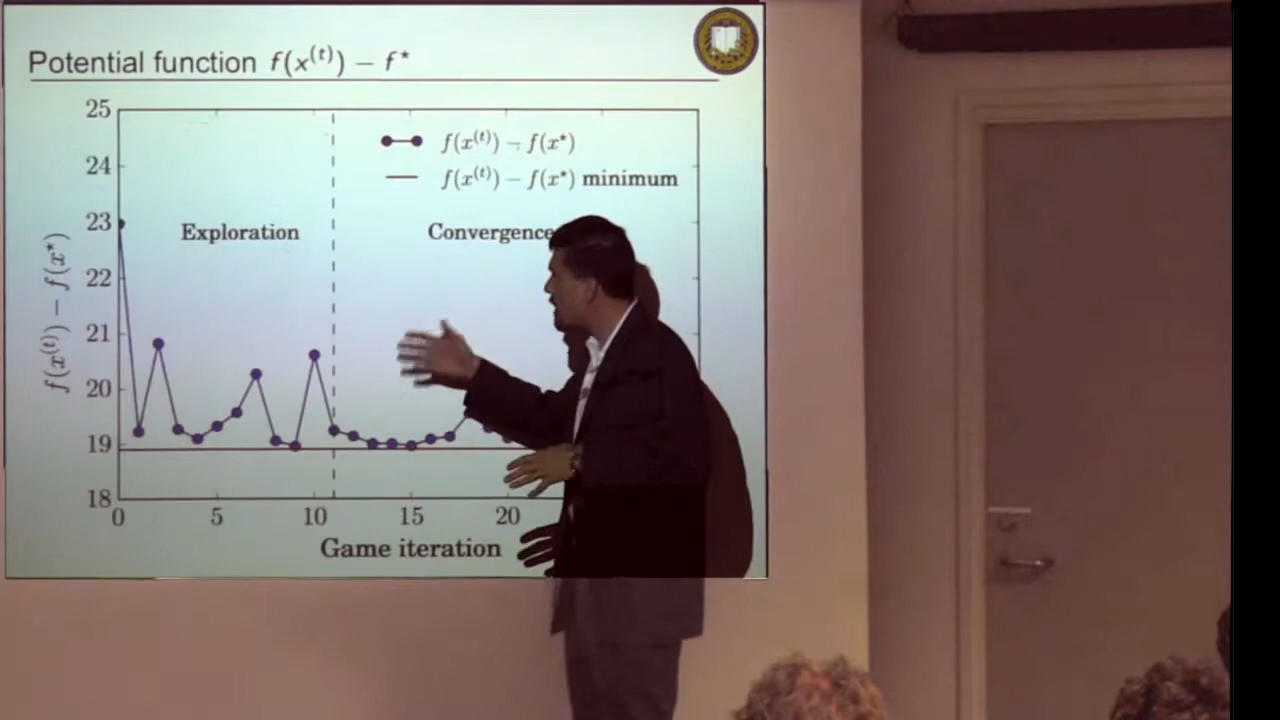 Potential function f(x⁽ᵗ⁾) − f⋆
25
24
23
22
21
20
19
18
f(x⁽ᵗ⁾) − f(x⋆)
f(x⁽ᵗ⁾) − f(x⋆)
f(x⁽ᵗ⁾) − f(x⋆) minimum
Exploration
Convergence
0 5 10 15 20
Game iteration